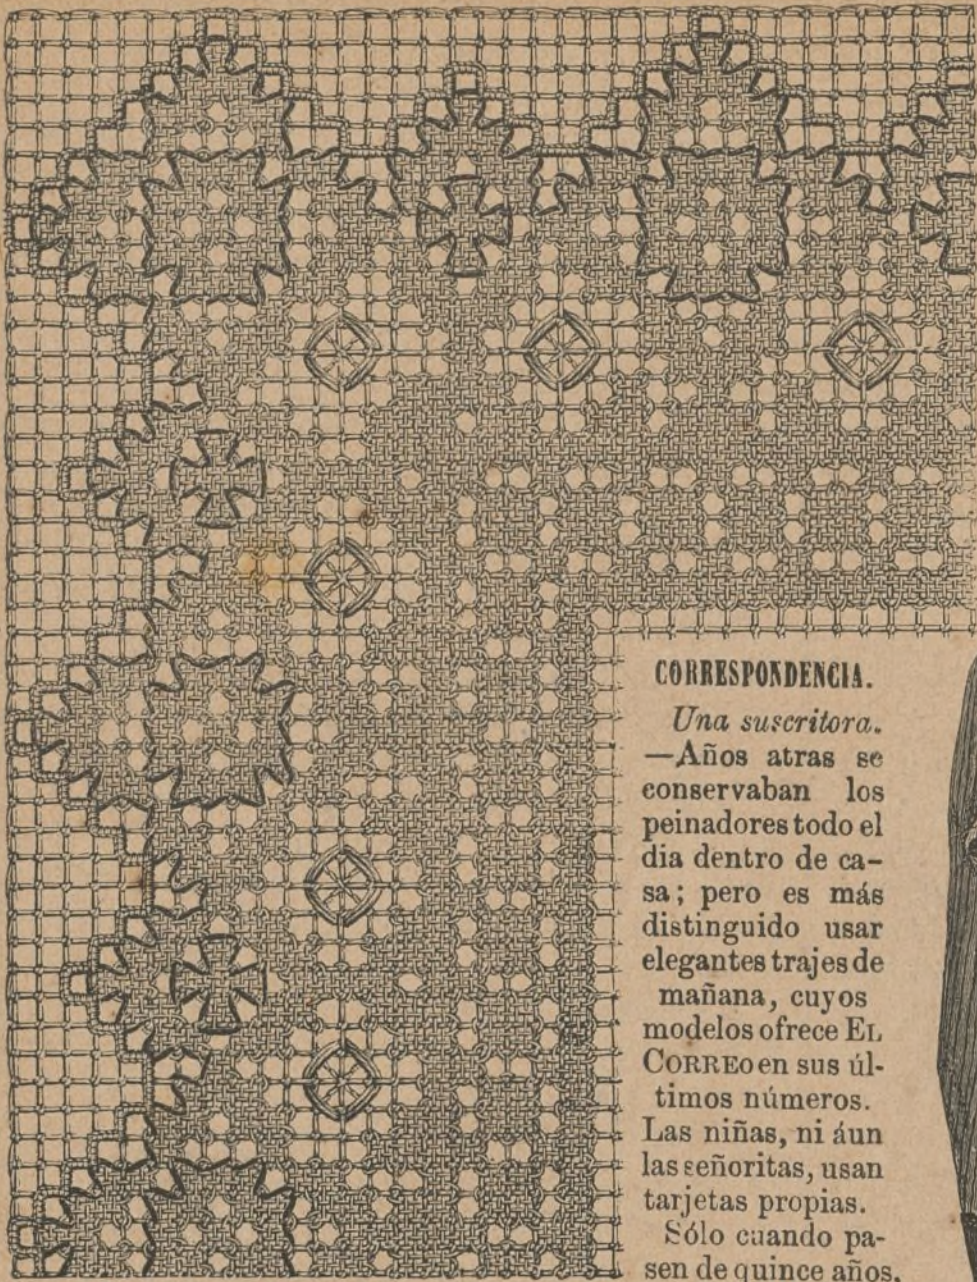 CORRESPONDENCIA.
Una suscritora.
—Años atras se
conservaban los
peinadores todo el
dia dentro de ca-
sa; pero es más
distinguido usar
elegantes trajes de
mañana, cuyos
modelos ofrece EL
CORREO en sus úl-
timos números.
Las niñas, ni áun
las señoritas, usan
tarjetas propias.
Sólo cuando pa-
sen de quince años,